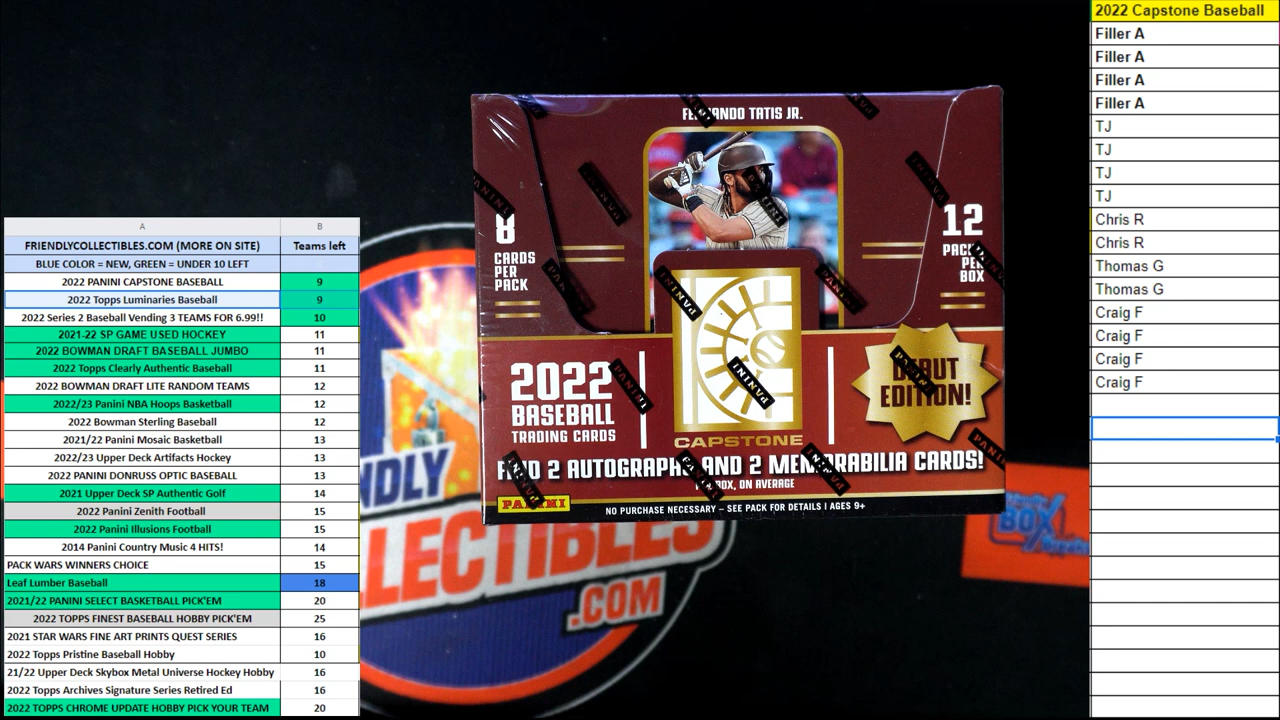 A B
FRIENDLYCOLLECTIBLES.COM (MORE ON SITE) Teams left
BLUE COLOR = NEW, GREEN = UNDER 10 LEFT
2022 PANINI CAPSTONE BASEBALL 9
2022 Topps Luminaries Baseball 9
2022 Series 2 Baseball Vending 3 TEAMS FOR 6.99!! 10
2021-22 SP GAME USED HOCKEY 11
2022 BOWMAN DRAFT BASEBALL JUMBO 11
2022 Topps Clearly Authentic Baseball 11
2022 BOWMAN DRAFT LITE RANDOM TEAMS 12
2022/23 Panini NBA Hoops Basketball 12
2022 Bowman Sterling Baseball 12
2021/22 Panini Mosaic Basketball 13
2022/23 Upper Deck Artifacts Hockey 13
2022 PANINI DONRUSS OPTIC BASEBALL 13
2021 Upper Deck SP Authentic Golf 14
2022 Panini Zenith Football 15
2022 Panini Illusions Football 15
2014 Panini Country Music 4 HITS! 14
PACK WARS WINNERS CHOICE 15
Leaf Lumber Baseball 18
2021/22 PANINI SELECT BASKETBALL PICK'EM 20
2022 TOPPS FINEST BASEBALL HOBBY PICK'EM 25
2021 STAR WARS FINE ART PRINTS QUEST SERIES 16
2022 Topps Pristine Baseball Hobby 10
21/22 Upper Deck Skybox Metal Universe Hockey Hobby 16
2022 Topps Archives Signature Series Retired Ed 16
2022 TOPPS CHROME UPDATE HOBBY PICK YOUR TEAM 20
FERNANDO TATIS JR.
8
CARDS
PER
PACK
12
PACKS
PER
BOX
2022
BASEBALL
TRADING CARDS
CAPSTONE
DEBUT
EDITION!
FIND 2 AUTOGRAPHS AND 2 MEMORABILIA CARDS!
PER BOX, ON AVERAGE
PANINI
NO PURCHASE NECESSARY – SEE PACK FOR DETAILS | AGES 9+
PANINI
PANINI
PANINI
PANINI
PANINI
PANINI
PANINI
PANINI
PANINI
NDLY
LECTIBLES
.COM
BOX
2022 Capstone Baseball
Filler A
Filler A
Filler A
Filler A
TJ
TJ
TJ
TJ
Chris R
Chris R
Thomas G
Thomas G
Craig F
Craig F
Craig F
Craig F